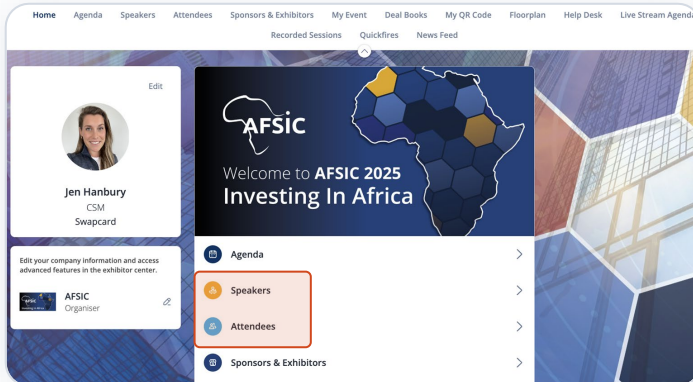 Home Agenda Speakers Attendees Sponsors & Exhibitors My Event Deal Books My QR Code Floorplan Help Desk Live Stream Agenda
Recorded Sessions Quickfires News Feed
Edit
Jen Hanbury
CSM
Swapcard
Edit your company information and access
advanced features in the exhibitor center.
AFSIC
Organiser
AFSIC
Welcome to AFSIC 2025
Investing In Africa
Agenda
Speakers
Attendees
Sponsors & Exhibitors